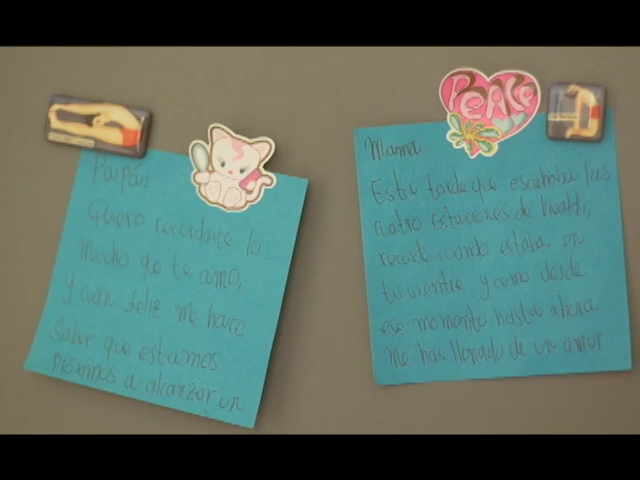 Papá:
Quero recordarte lo
mucho que te amo,
y cuan feliz me hace
saber que estamos
próximos a alcanzar un
PEACE
Mamá:
Esta tarde que escuchaba las
cuatro estaciones de Vivaldi,
recordé cuando estaba en
tu vientre y como desde
ese momento hasta ahora
me has llenado de un amor